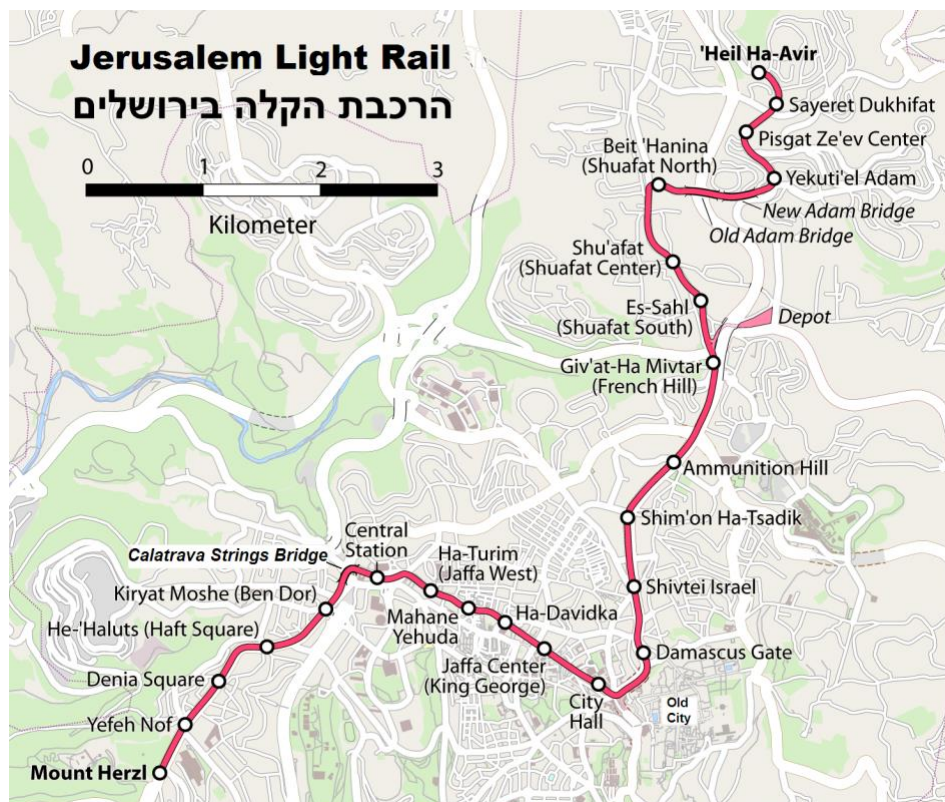 Jerusalem Light Rail
הרכבת הקלה בירושלים
0 1 2 3
Kilometer
'Heil Ha-Avir
Sayeret Dukhifat
Pisgat Ze'ev Center
Beit 'Hanina
(Shuafat North)
Yekuti'el Adam
New Adam Bridge
Old Adam Bridge
Shu'afat
(Shuafat Center)
Es-Sahl
(Shuafat South)
Depot
Giv'at-Ha Mivtar
(French Hill)
Ammunition Hill
Shim'on Ha-Tsadik
Shivtei Israel
Damascus Gate
Old
City
City
Hall
Jaffa Center
(King George)
Ha-Davidka
Mahane
Yehuda
Ha-Turim
(Jaffa West)
Central
Station
Calatrava Strings Bridge
Kiryat Moshe (Ben Dor)
He-'Haluts (Haft Square)
Denia Square
Yefeh Nof
Mount Herzl